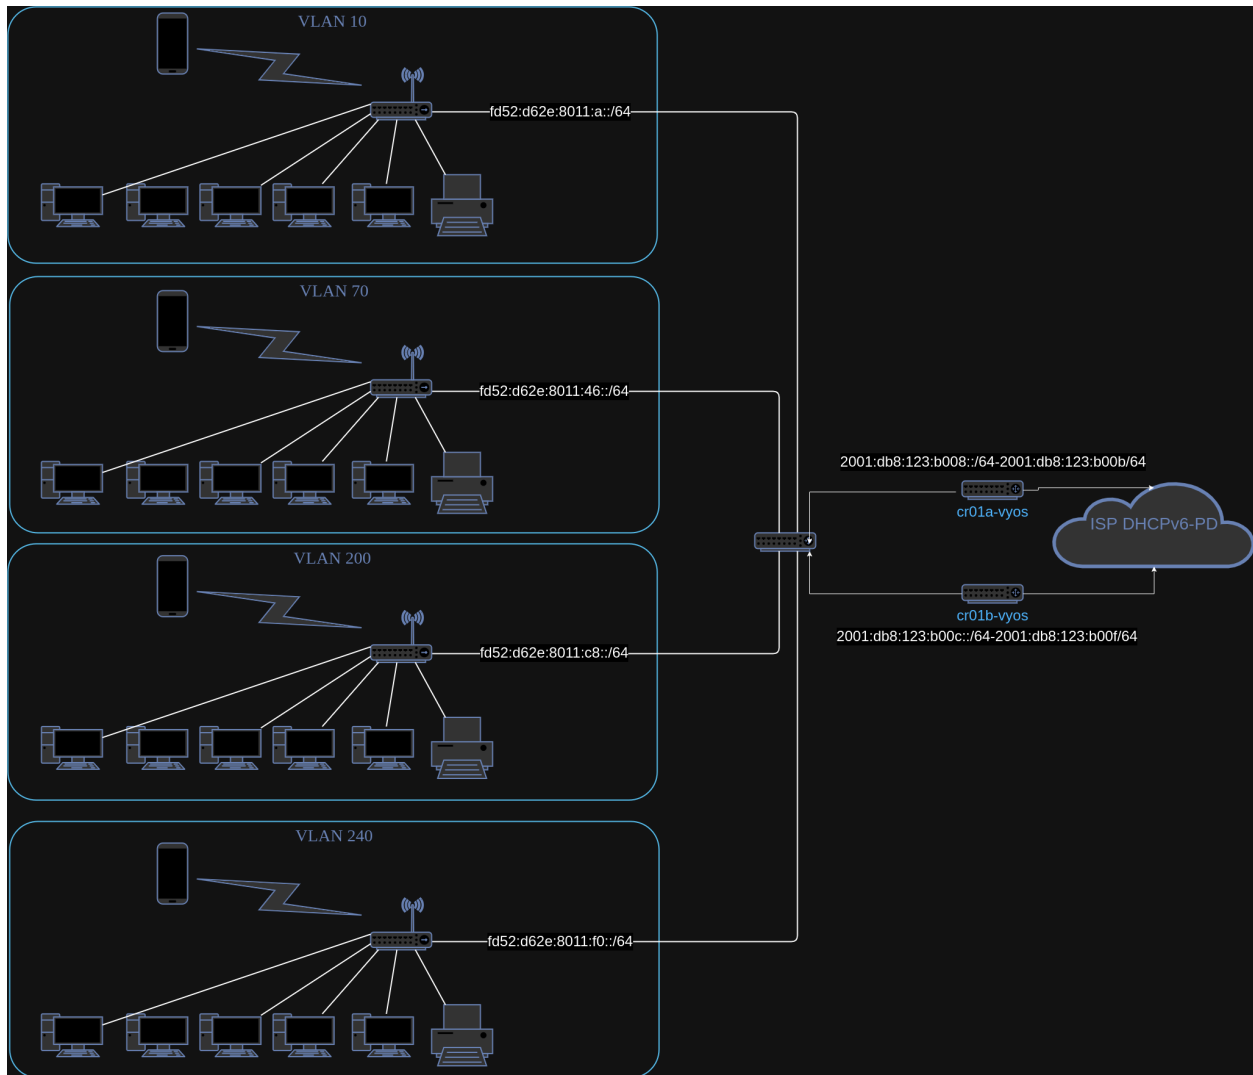 VLAN 10
fd52:d62e:8011:a::/64
VLAN 70
fd52:d62e:8011:46::/64
2001:db8:123:b008::/64-2001:db8:123:b00b/64
cr01a-vyos
ISP DHCPv6-PD
VLAN 200
cr01b-vyos
2001:db8:123:b00c::/64-2001:db8:123:b00f/64
fd52:d62e:8011:c8::/64
VLAN 240
fd52:d62e:8011:f0::/64